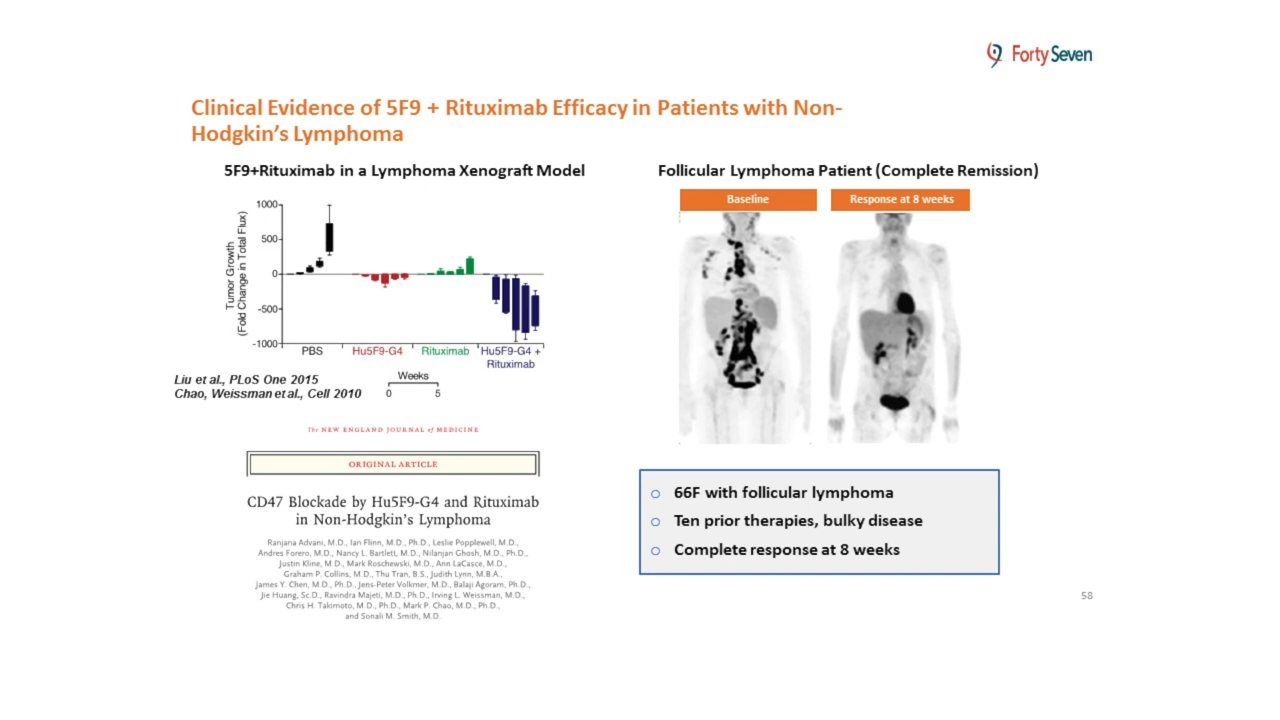 Forty Seven
Clinical Evidence of 5F9 + Rituximab Efficacy in Patients with Non-
Hodgkin's Lymphoma
5F9+Rituximab in a Lymphoma Xenograft Model
Tumor Growth
(Fold Change in Total Flux)
1000
500
0
-500
-1000
PBS
Hu5F9-G4
Rituximab
Hu5F9-G4 +
Rituximab
Weeks
0 5
Liu et al., PLoS One 2015
Chao, Weissman et al., Cell 2010
The NEW ENGLAND JOURNAL of MEDICINE
ORIGINAL ARTICLE
CD47 Blockade by Hu5F9-G4 and Rituximab
in Non-Hodgkin's Lymphoma
Ranjana Advani, M.D., Ian Flinn, M.D., Ph.D., Leslie Popplewell, M.D.,
Andres Forero, M.D., Nancy L. Bartlett, M.D., Nilanjan Ghosh, M.D., Ph.D.,
Justin Kline, M.D., Mark Roschewski, M.D., Ann LaCasce, M.D.,
Graham P. Collins, M.D., Thu Tran, B.S., Judith Lynn, M.B.A.,
James Y. Chen, M.D., Ph.D., Jens-Peter Volkmer, M.D., Balaji Agoram, Ph.D.,
Jie Huang, Sc.D., Ravindra Majeti, M.D., Ph.D., Irving L. Weissman, M.D.,
Chris H. Takimoto, M.D., Ph.D., Mark P. Chao, M.D., Ph.D.,
and Sonali M. Smith, M.D.
Follicular Lymphoma Patient (Complete Remission)
Baseline
Response at 8 weeks
o 66F with follicular lymphoma
o Ten prior therapies, bulky disease
o Complete response at 8 weeks
58